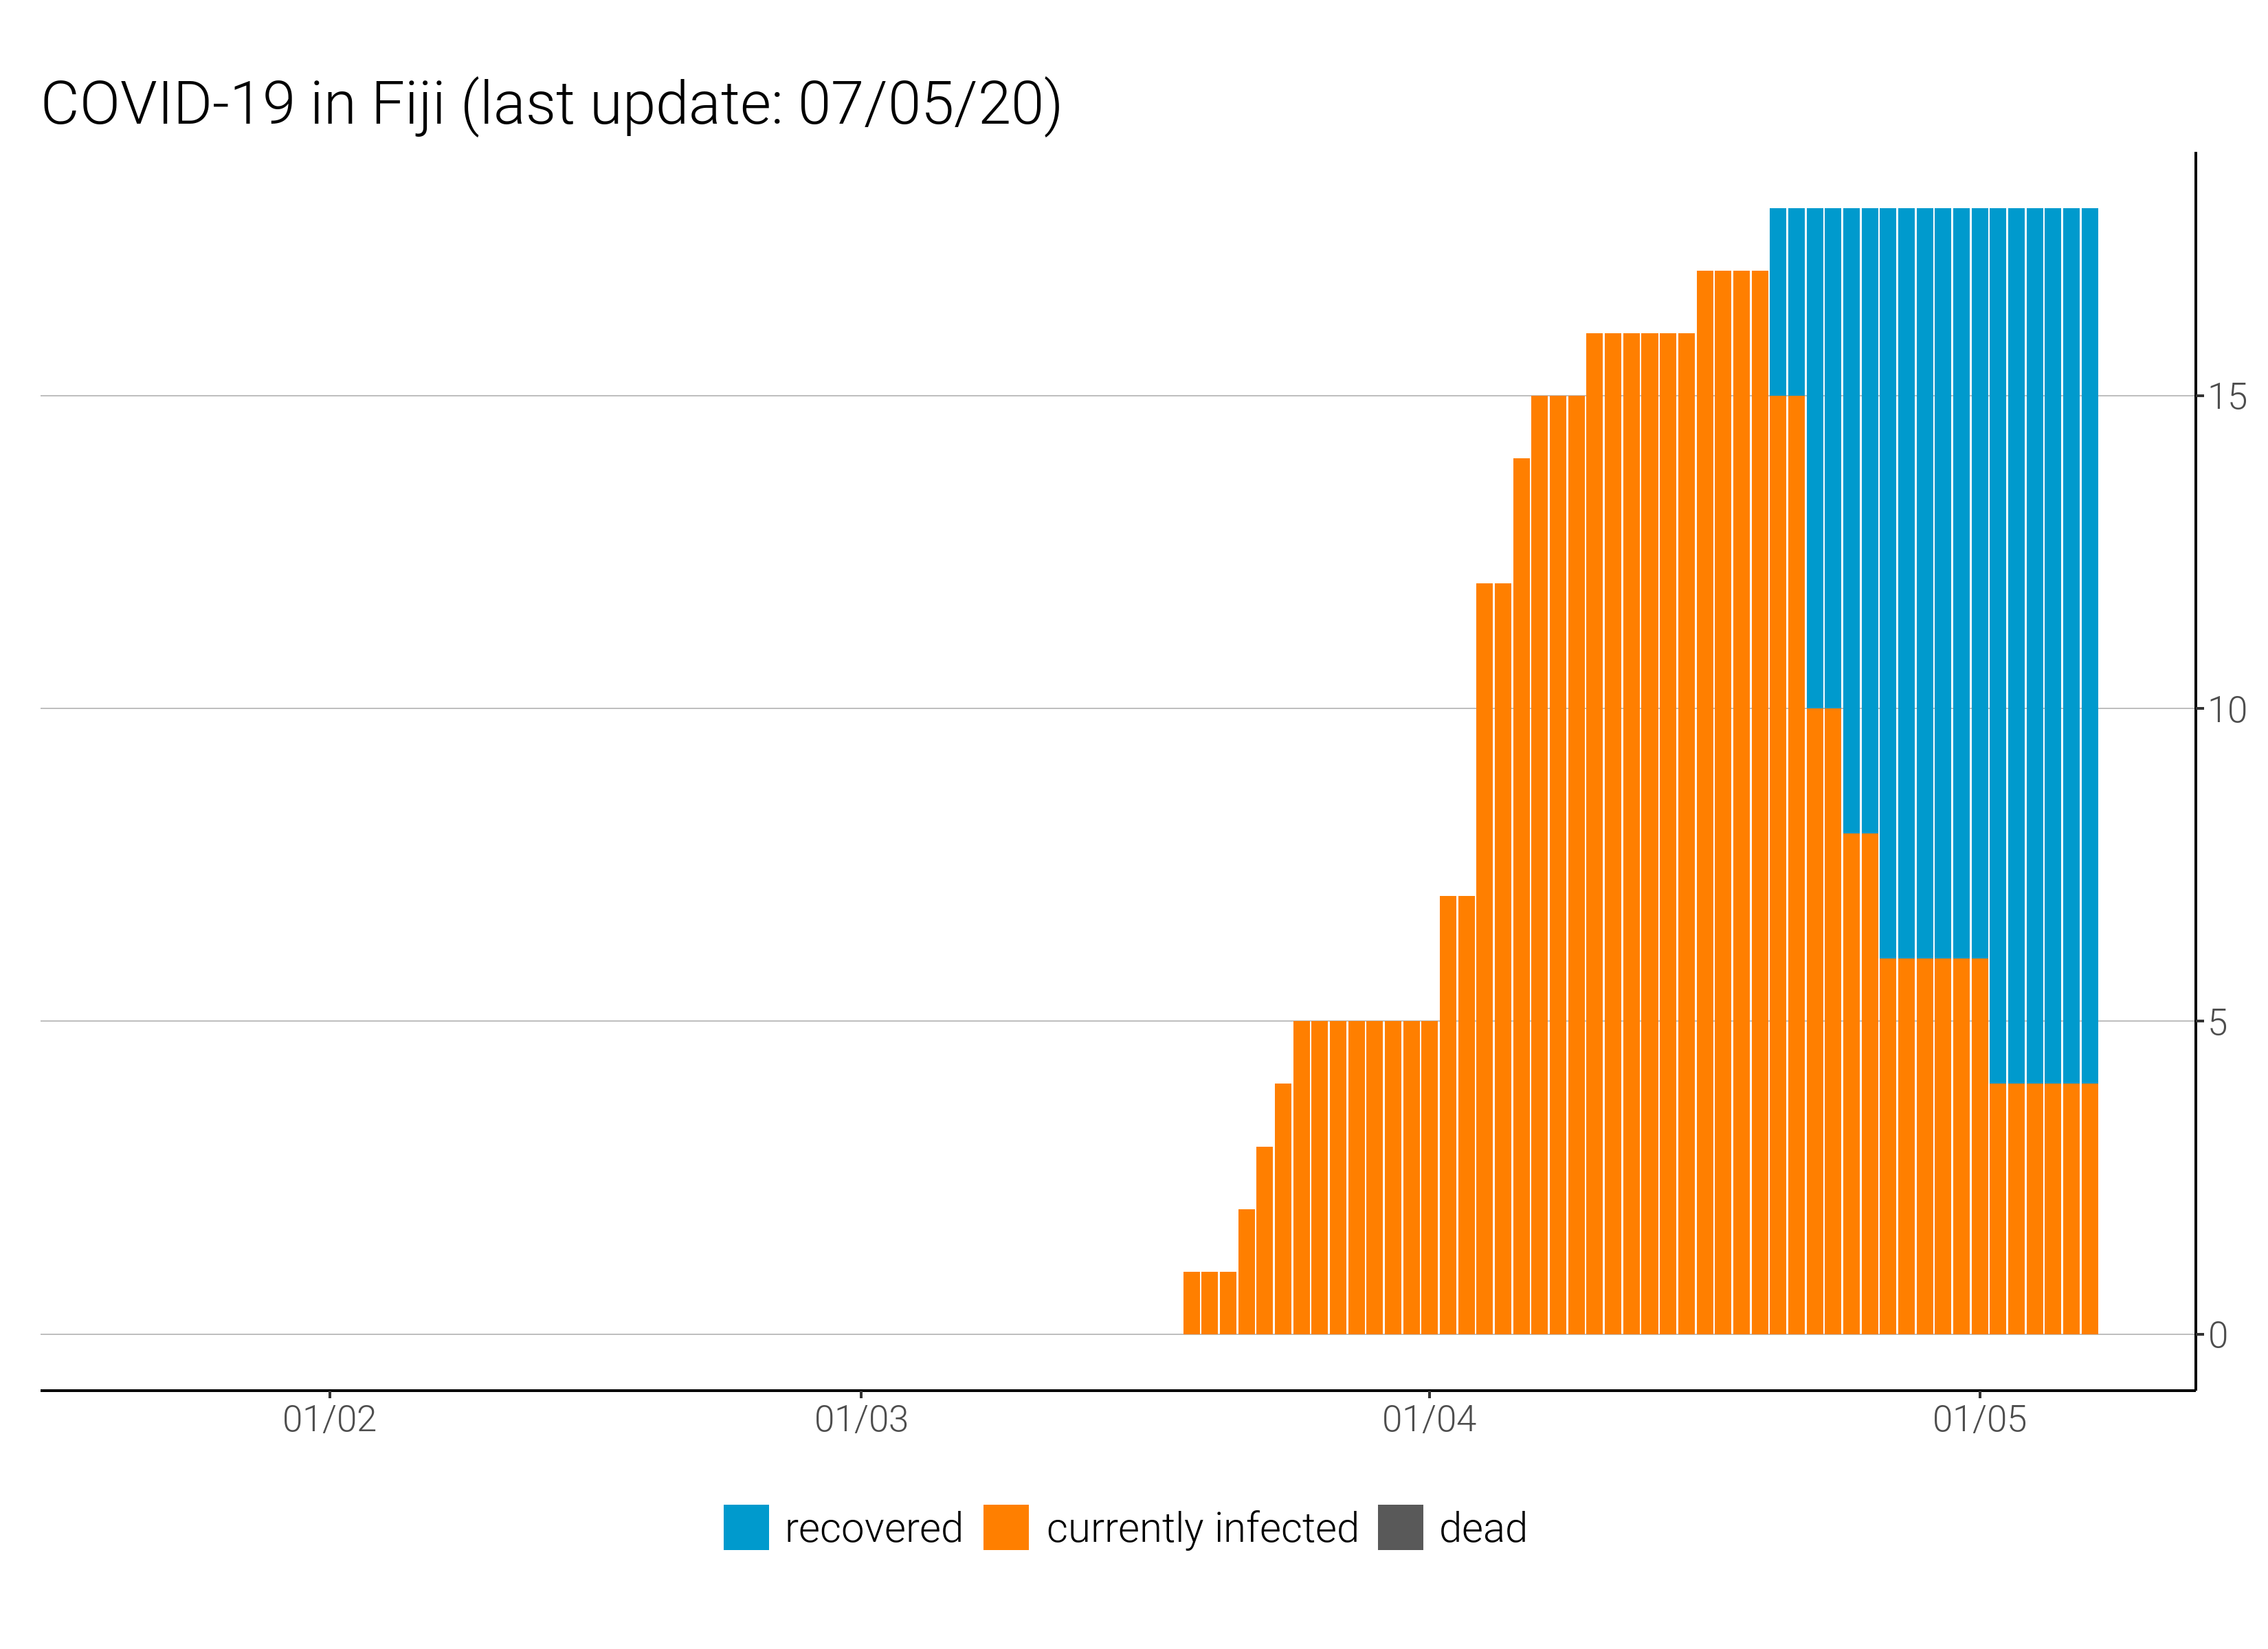 COVID-19 in Fiji (last update: 07/05/20)
15
10
5
0
01/02 01/03 01/04 01/05
recovered currently infected dead